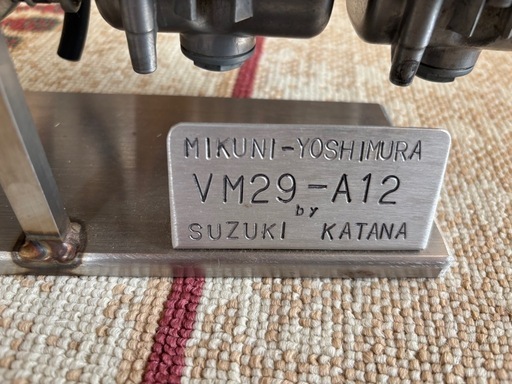 MIKUNI-YOSHIMURA
VM29-A12
by
SUZUKI KATANA